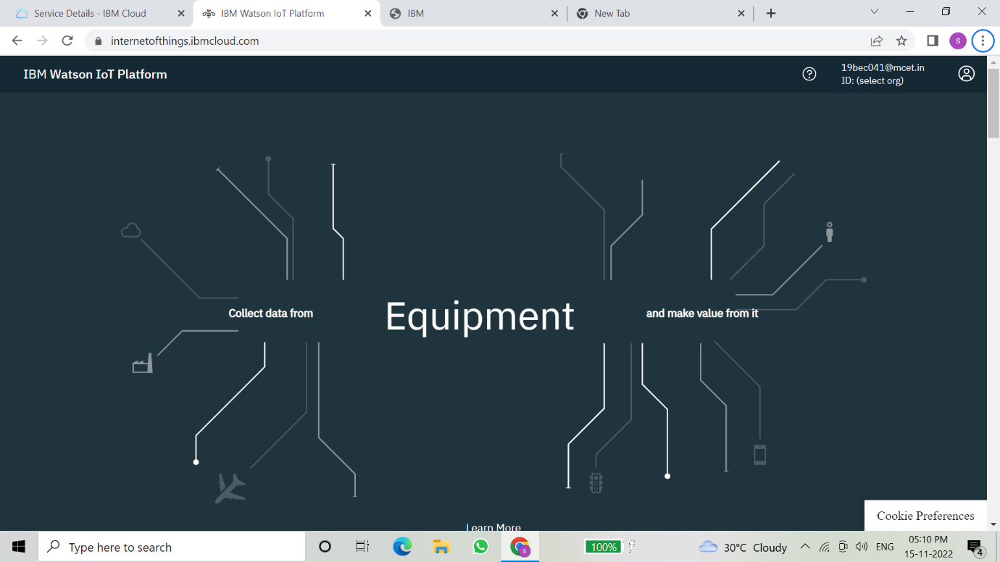 Service Details - IBM Cloud
IBM Watson IoT Platform
IBM
New Tab
internetofthings.ibmcloud.com
s
IBM Watson IoT Platform
19bec041@mcet.in
ID: (select org)
Collect data from
Equipment
and make value from it
Learn More
Cookie Preferences
Type here to search
s
100%
30°C Cloudy
ENG
05:10 PM
15-11-2022
4